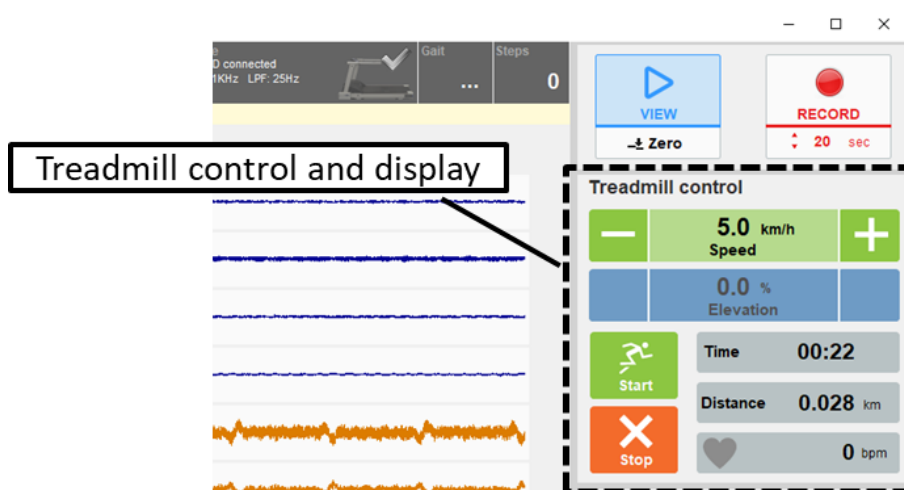 D connected
1KHz LPF: 25Hz
Gait
...
Steps
0
VIEW
Zero
RECORD
20 sec
Treadmill control and display
Treadmill control
5.0 km/h
Speed
0.0 %
Elevation
Start
Time 00:22
Distance 0.028 km
Stop
0 bpm